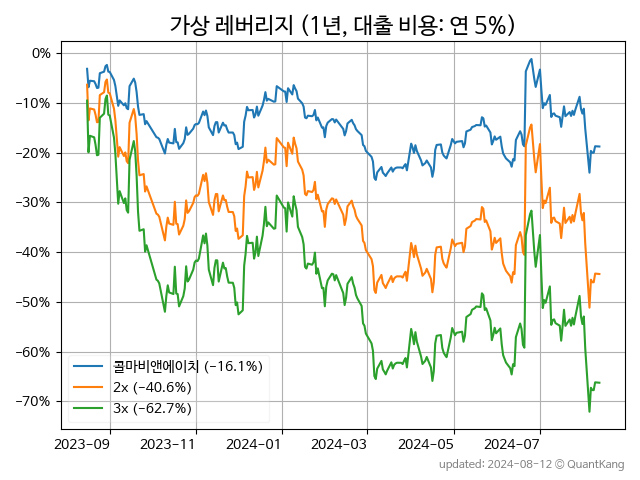 가상 레버리지 (1년, 대출 비용: 연 5%)
0%
−10%
−20%
−30%
−40%
−50%
−60%
−70%
콜마비앤에이치 (−16.1%)
2x (−40.6%)
3x (−62.7%)
2023-09 2023-11 2024-01 2024-03 2024-05 2024-07
updated: 2024-08-12 © QuantKang